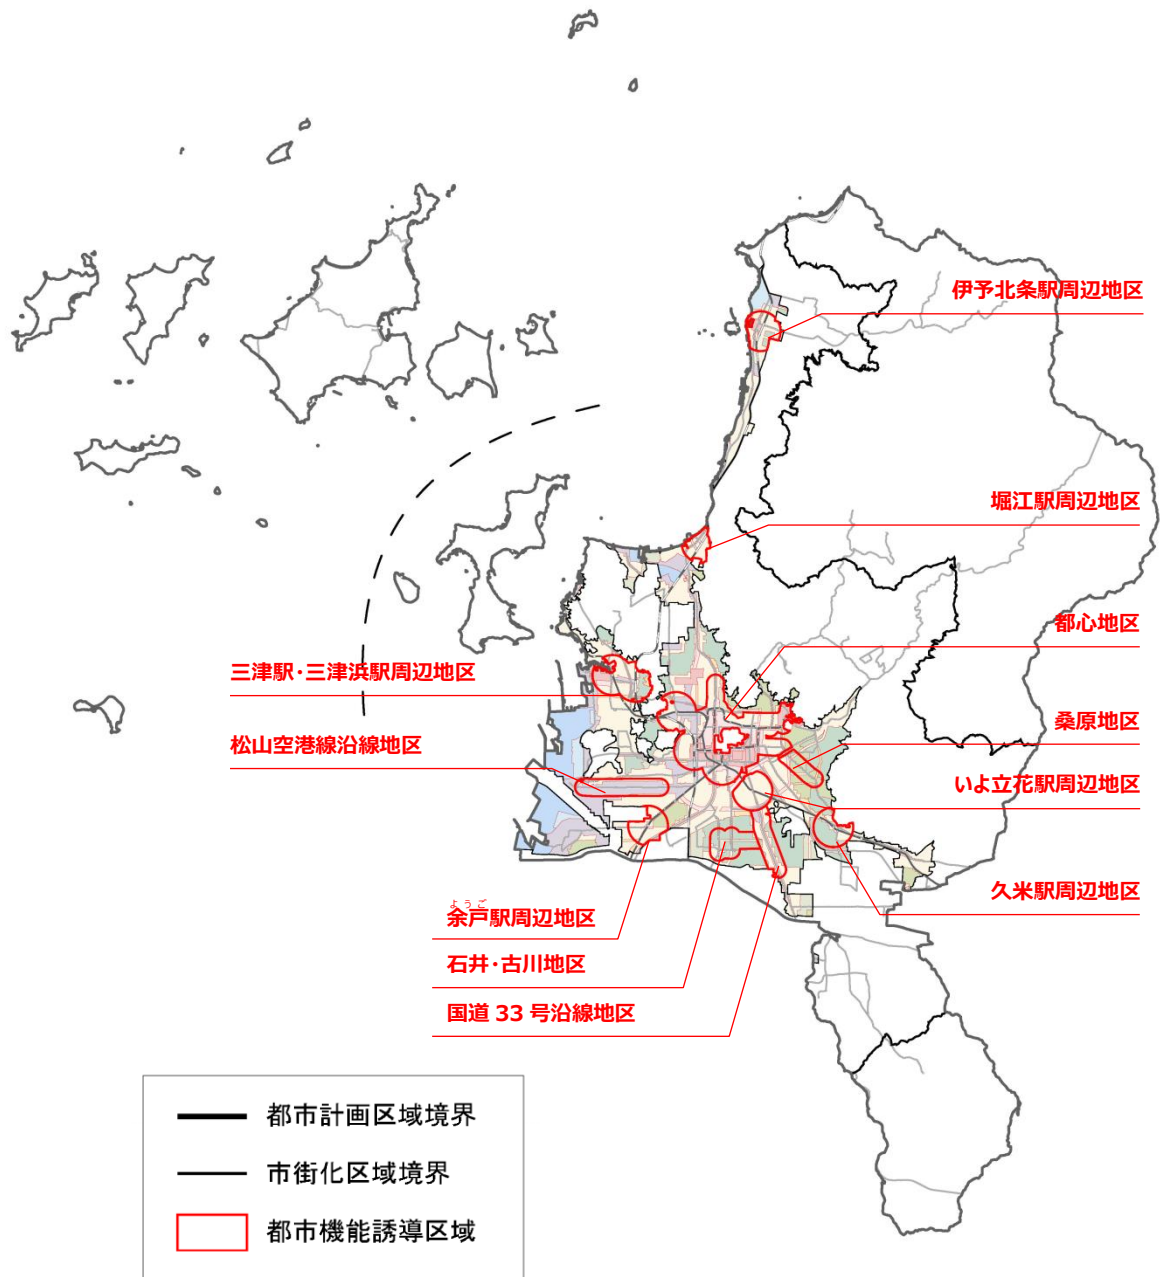 伊予北条駅周辺地区
堀江駅周辺地区
都心地区
三津駅・三津浜駅周辺地区
桑原地区
松山空港線沿線地区
いよ立花駅周辺地区
久米駅周辺地区
ようご
余戸駅周辺地区
石井・古川地区
国道 33 号沿線地区
都市計画区域境界
市街化区域境界
都市機能誘導区域